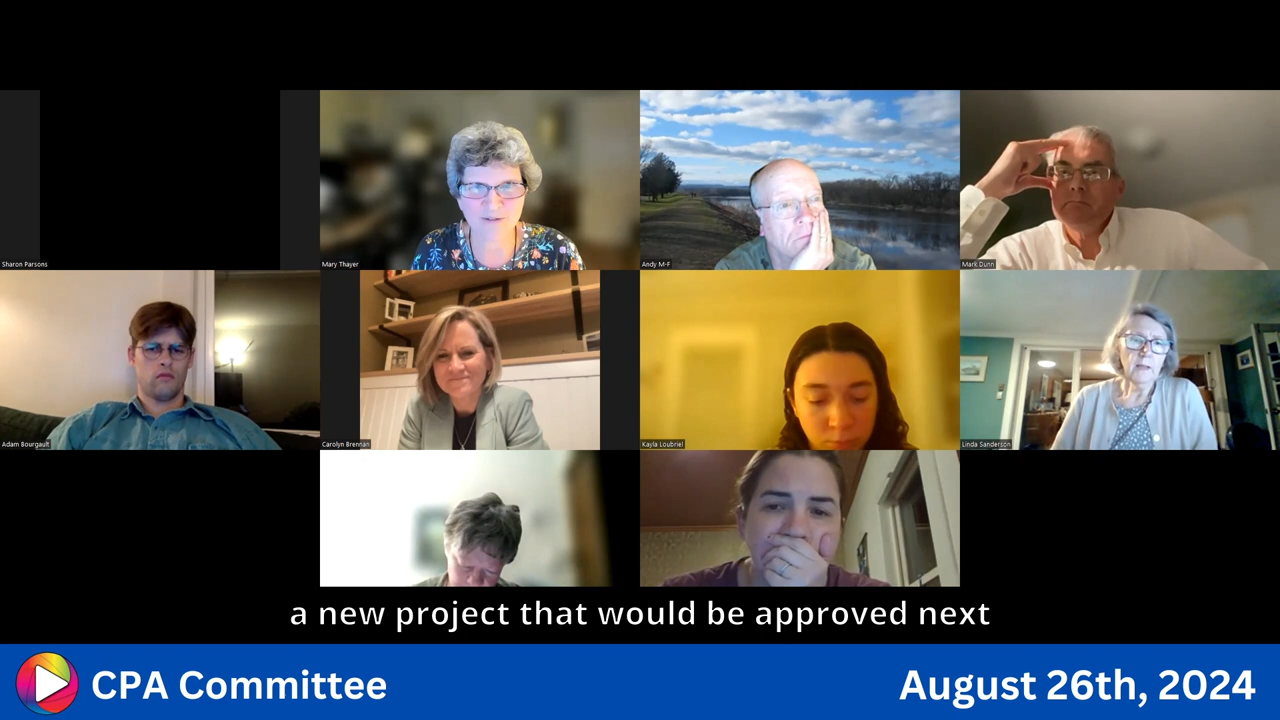 Sharon Parsons
Mary Thayer
Andy M-F
Mark Dunn
Adam Bourgault
Carolyn Brennan
Kayla Loubriel
Linda Sanderson
a new project that would be approved next
CPA Committee
August 26th, 2024